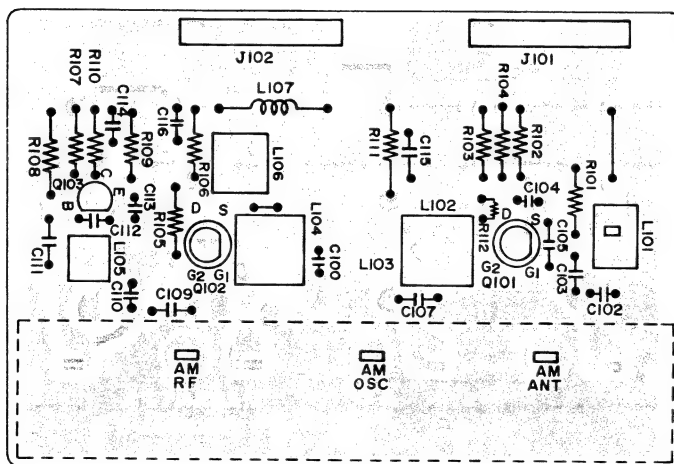 J102
J101
L107
R107
R110
C114
C116
R104
R103
R102
R111
C115
R108
R109
R106
L106
R101
Q103
C
E
B
C113
C112
R105
D
S
L104
L102
R112
D
S
C104
C105
L101
C111
L105
C110
G2
G1
Q102
C100
L103
G2
G1
Q101
C103
C109
C107
C102
AM
RF
AM
OSC
AM
ANT